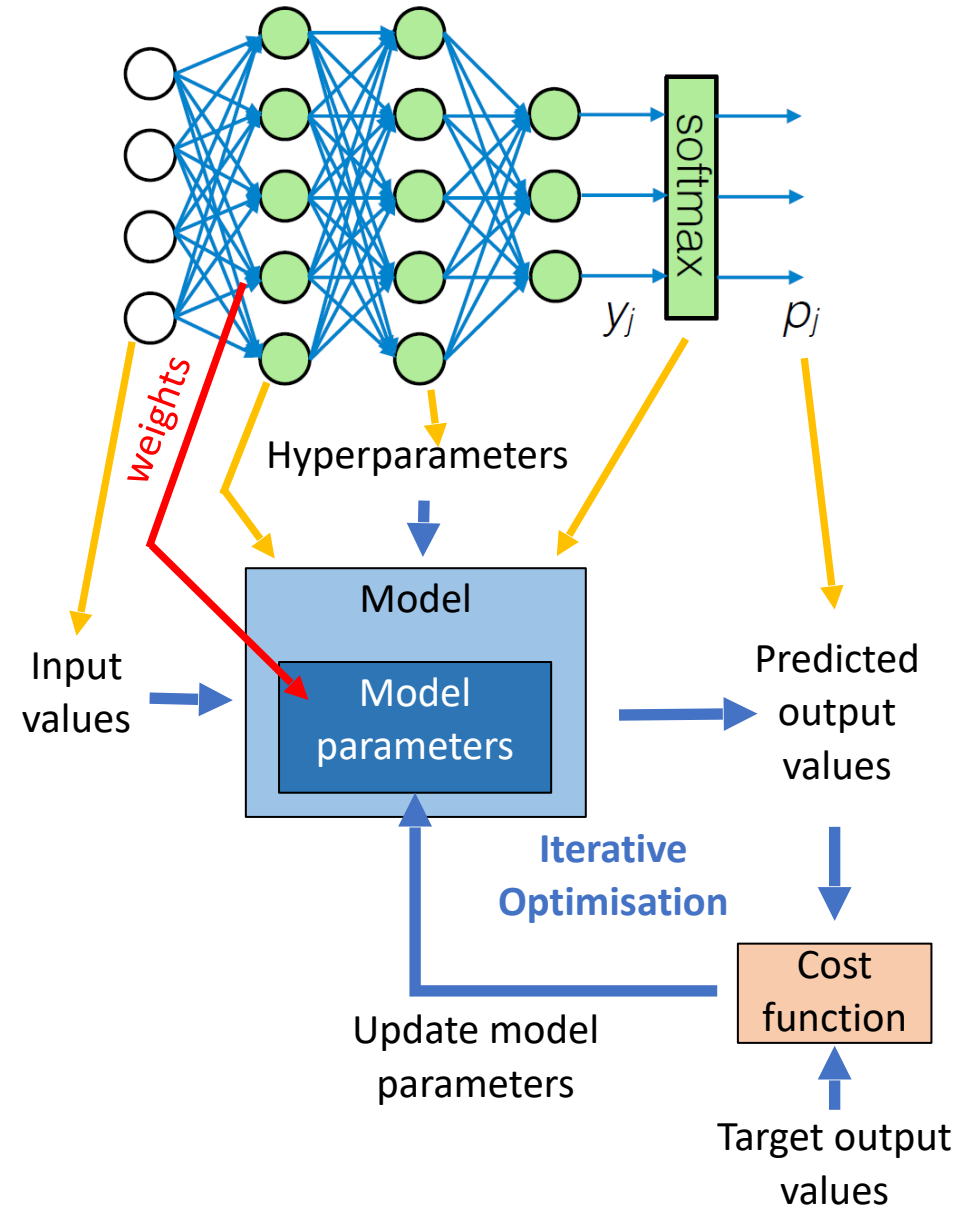 softmax
yj
pj
weights
Hyperparameters
Model
Input
values
Model
parameters
Predicted
output
values
Iterative
Optimisation
Cost
function
Update model
parameters
Target output
values